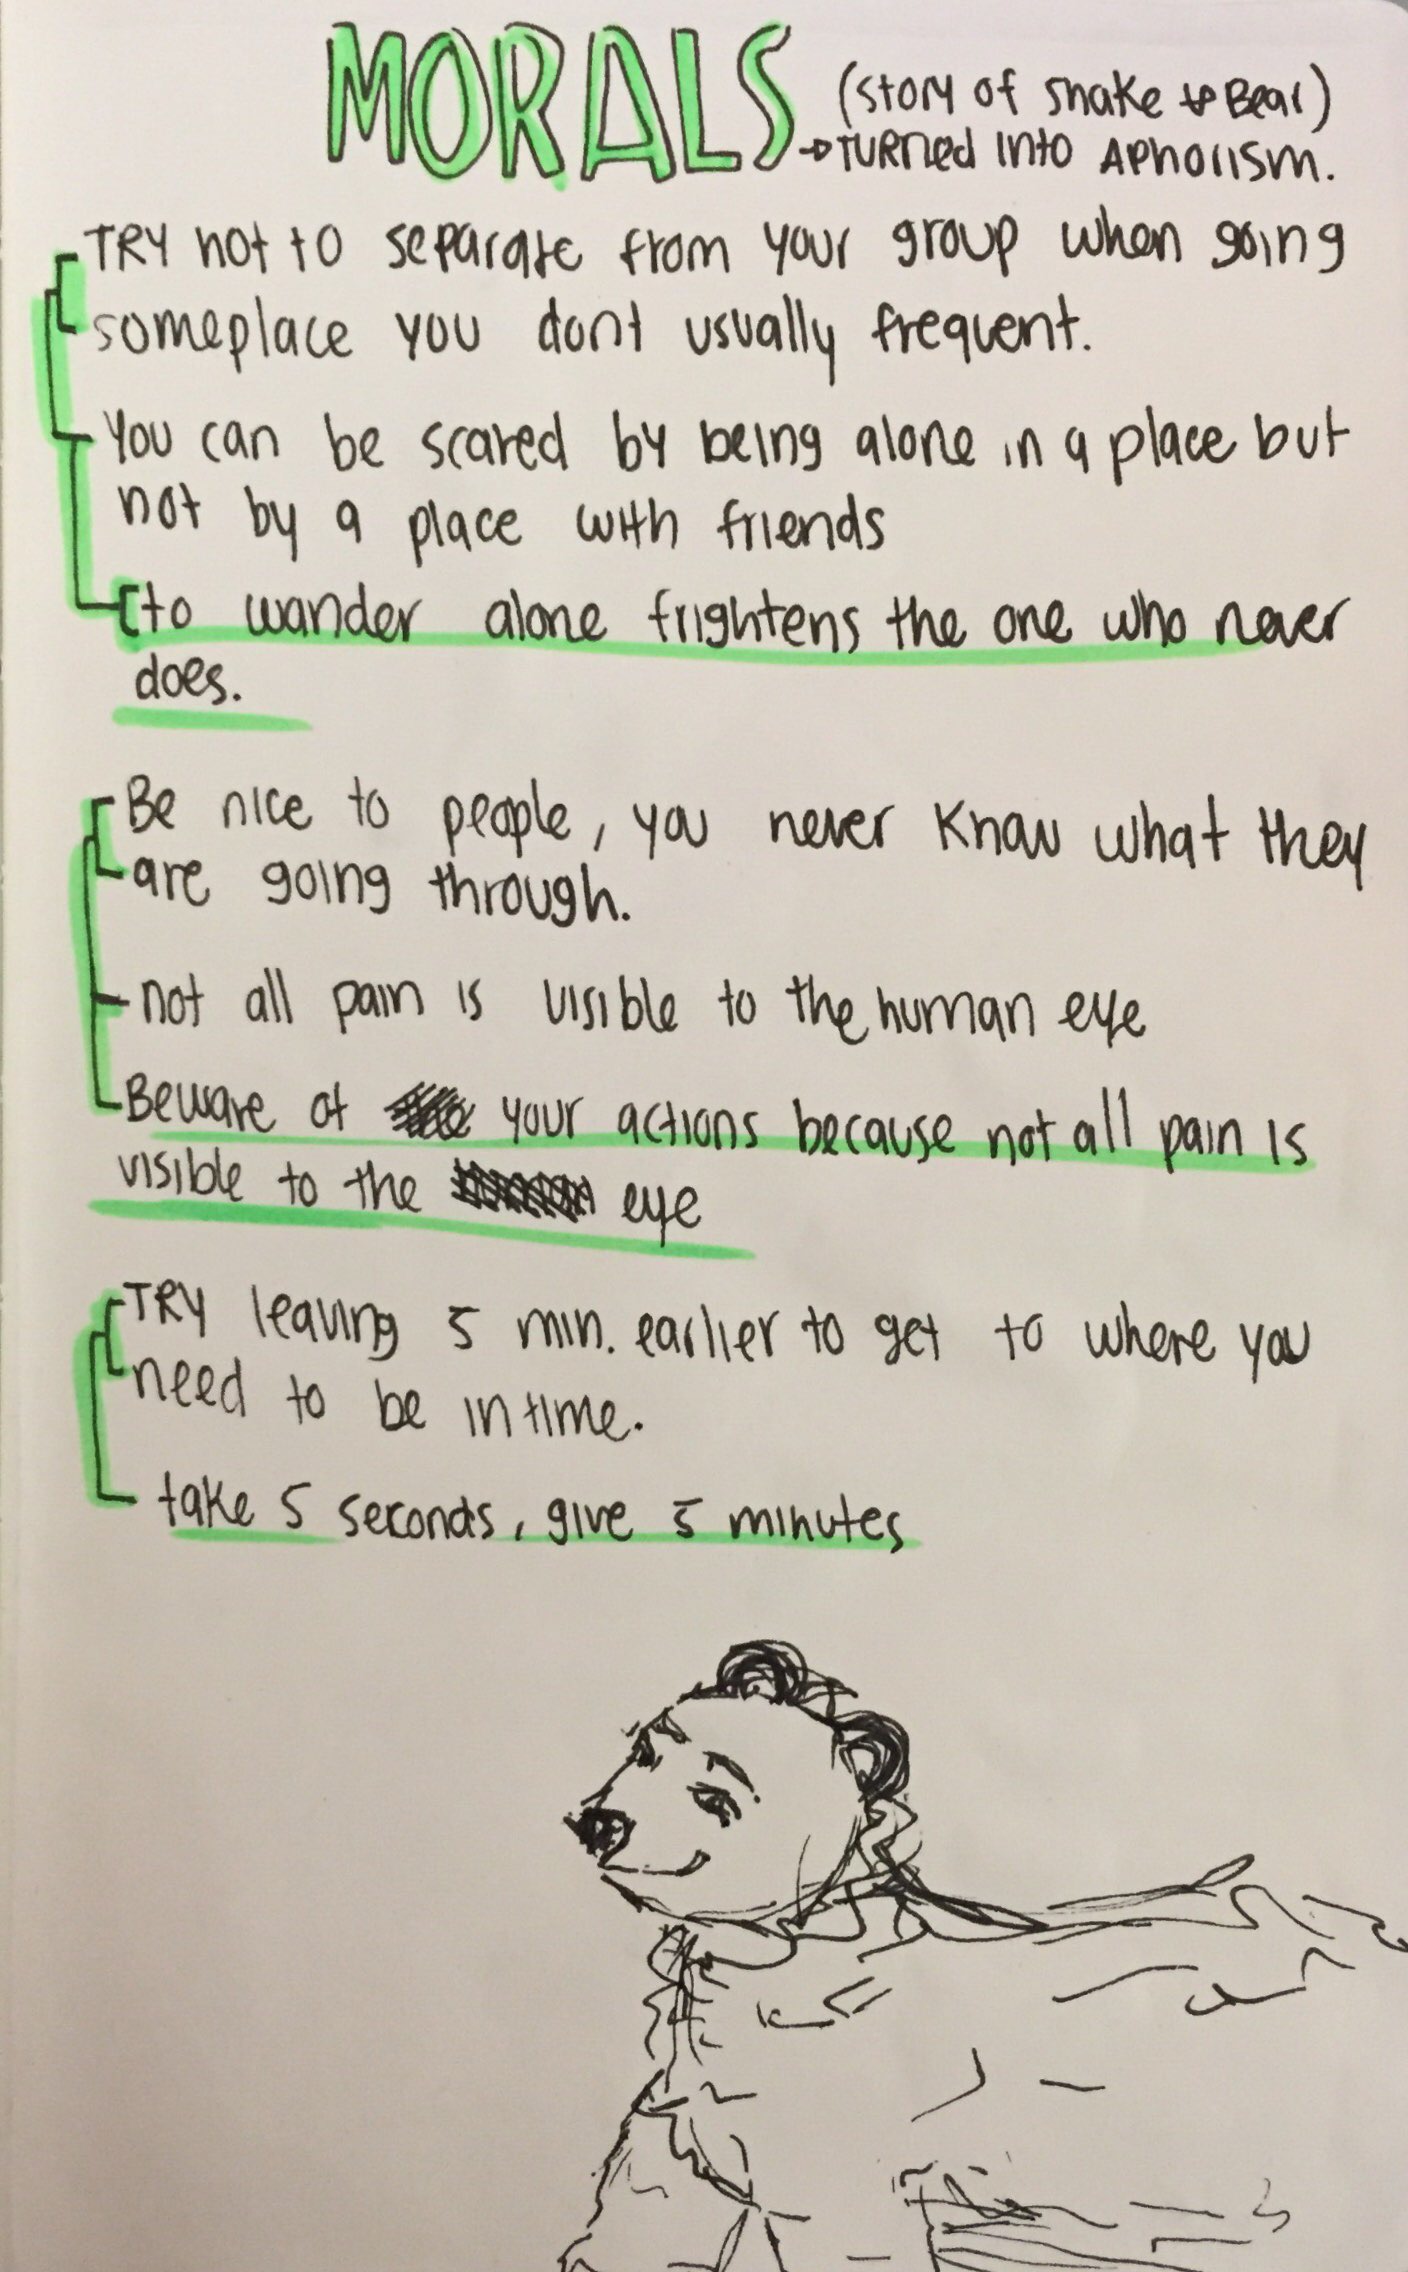 MORALS
(story of snake & Bear)
→ TURned into APHOrISM.
TRY not to separate from your group when going
someplace you dont usually frequent.
You can be scared by being alone in a place but
not by a place with friends
to wander alone frightens the one who never
does.
Be nice to people, you never know what they
are going through.
not all pain is visible to the human eye
Beware of your actions because not all pain is
visible to the eye
TRY leaving 5 min. earlier to get to where you
need to be in time.
take 5 seconds, give 5 minutes